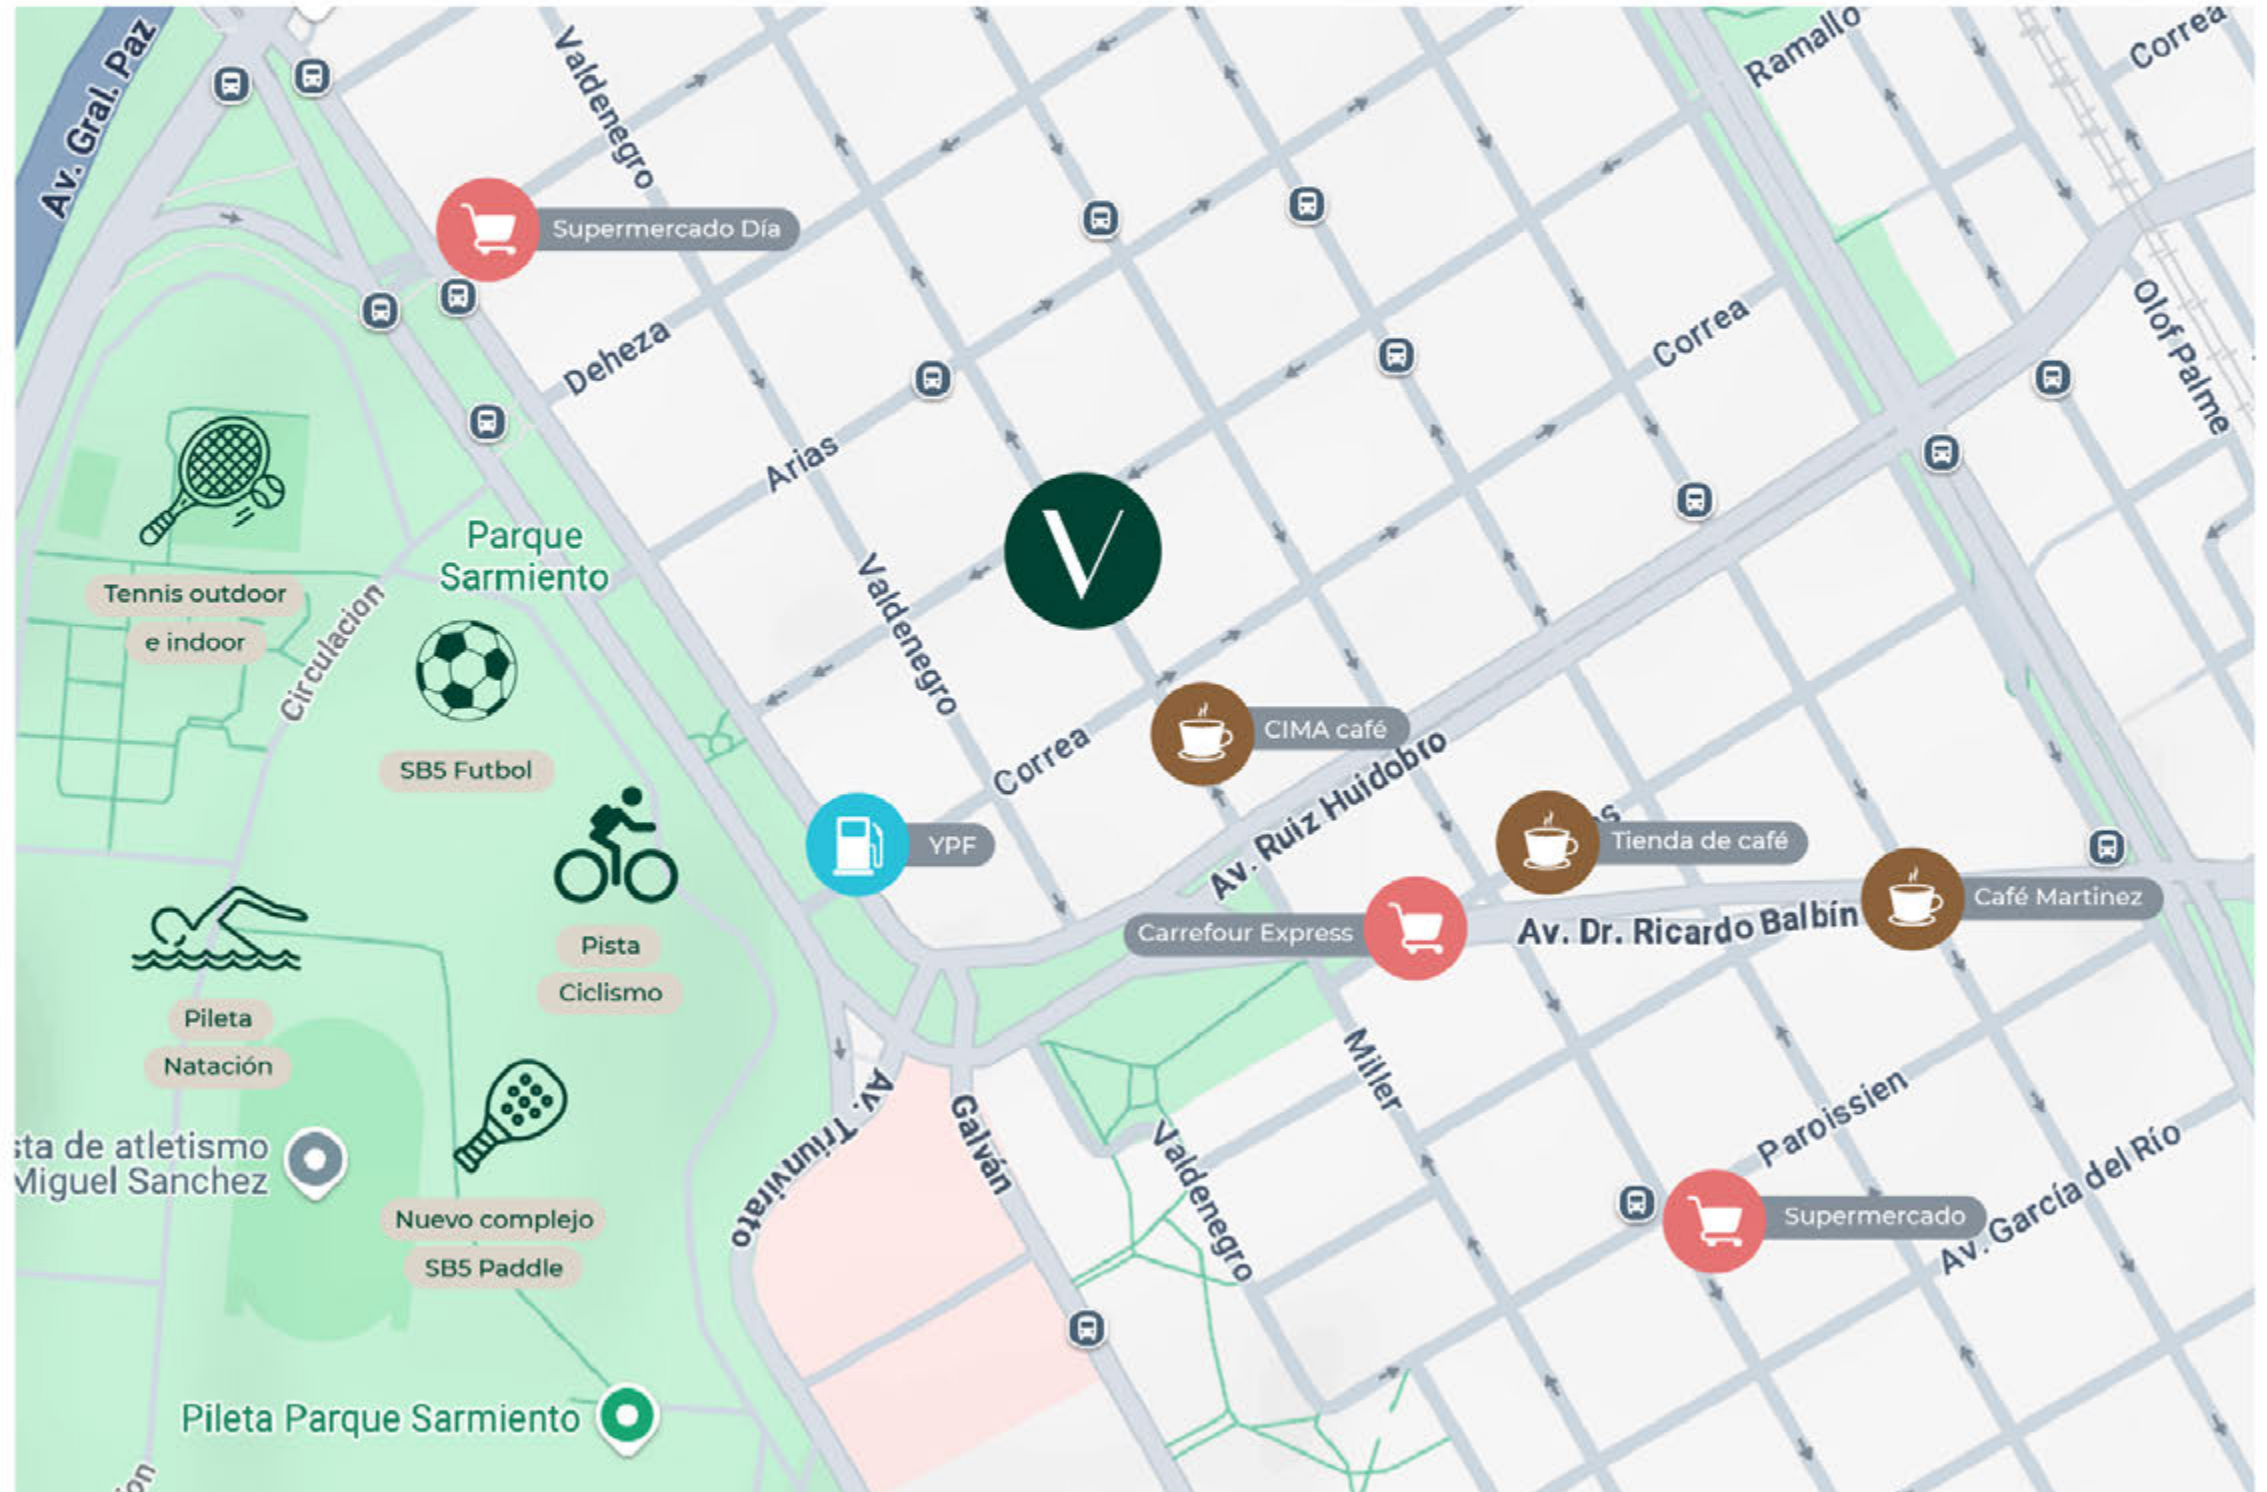 Av. Gral. Paz
Valdenegro
Ramallo
Correa
Supermercado Día
Deheza
Correa
Olof Palme
Arias
Parque
Sarmiento
V
Tennis outdoor
e indoor
Circulacion
Valdenegro
SB5 Futbol
Correa
CIMA café
Av. Ruiz Huidobro
YPF
Tienda de café
Carrefour Express
Av. Dr. Ricardo Balbín
Café Martinez
Pista
Ciclismo
Pileta
Natación
Av. Triunvirato
Galván
Miller
Valdenegro
Paroissien
Av. García del Río
sta de atletismo
Miguel Sanchez
Nuevo complejo
SB5 Paddle
Supermercado
Pileta Parque Sarmiento